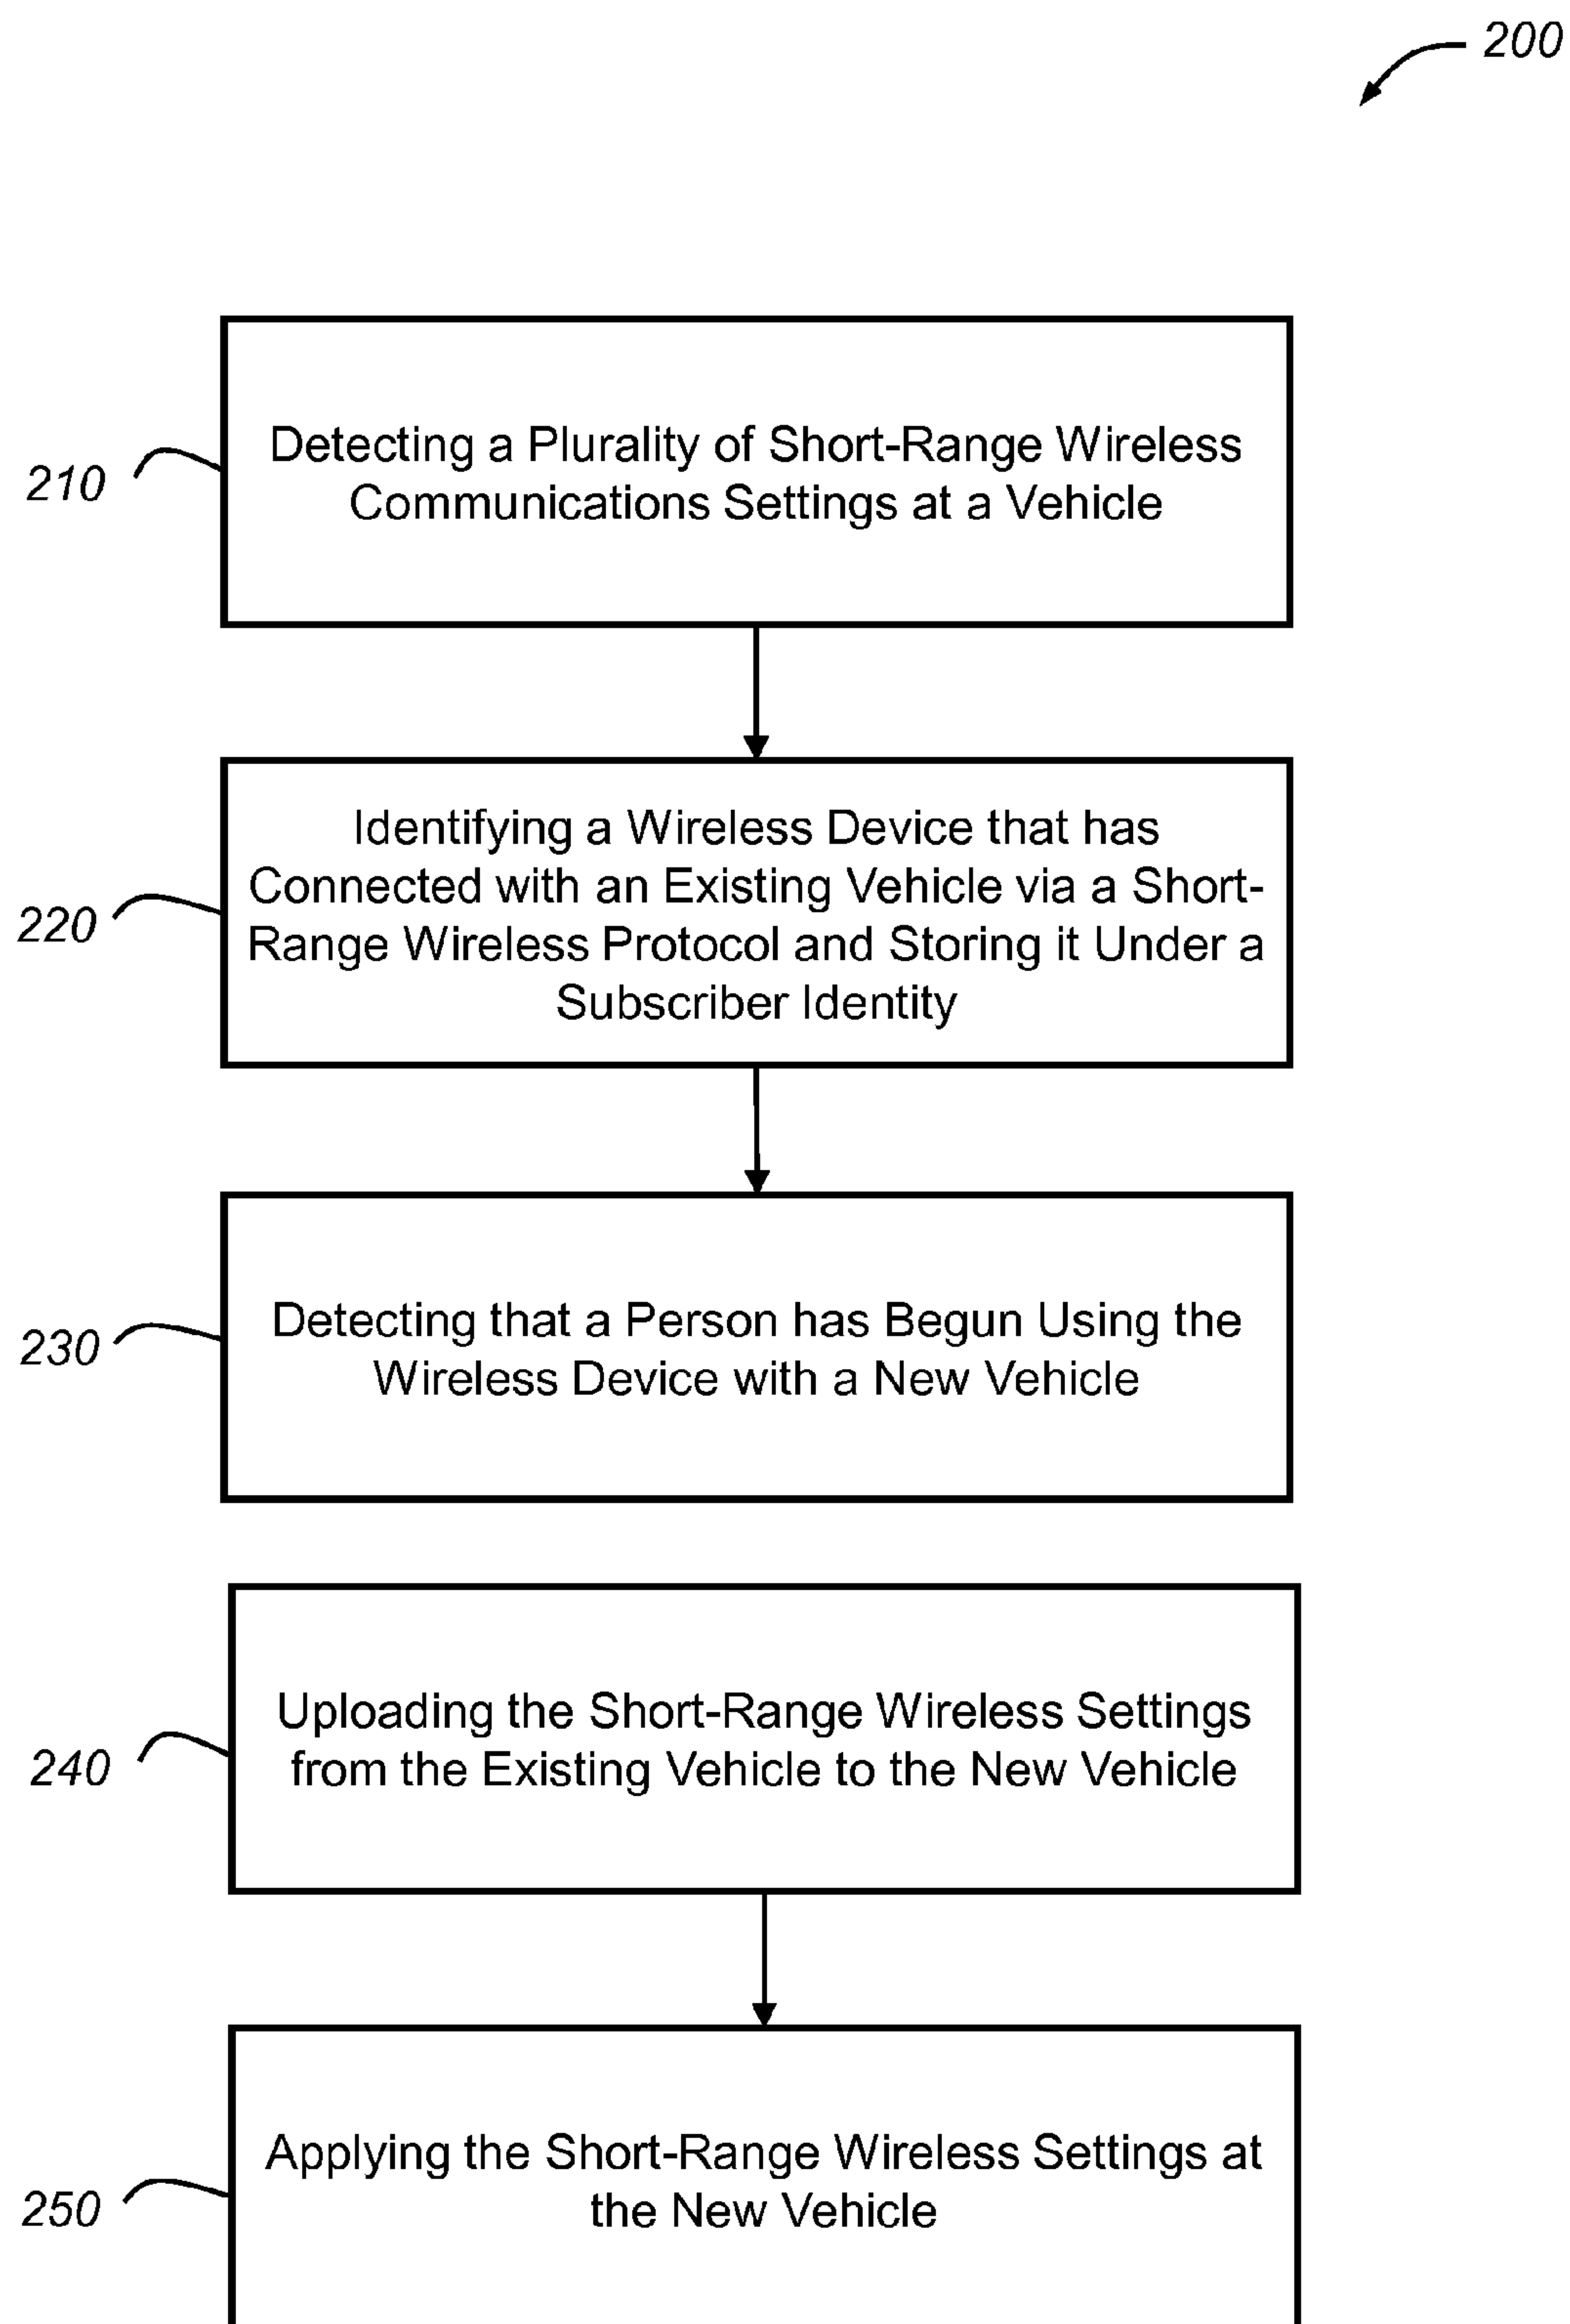 200
210
Detecting a Plurality of Short-Range Wireless
Communications Settings at a Vehicle
220
Identifying a Wireless Device that has
Connected with an Existing Vehicle via a Short-
Range Wireless Protocol and Storing it Under a
Subscriber Identity
230
Detecting that a Person has Begun Using the
Wireless Device with a New Vehicle
240
Uploading the Short-Range Wireless Settings
from the Existing Vehicle to the New Vehicle
250
Applying the Short-Range Wireless Settings at
the New Vehicle